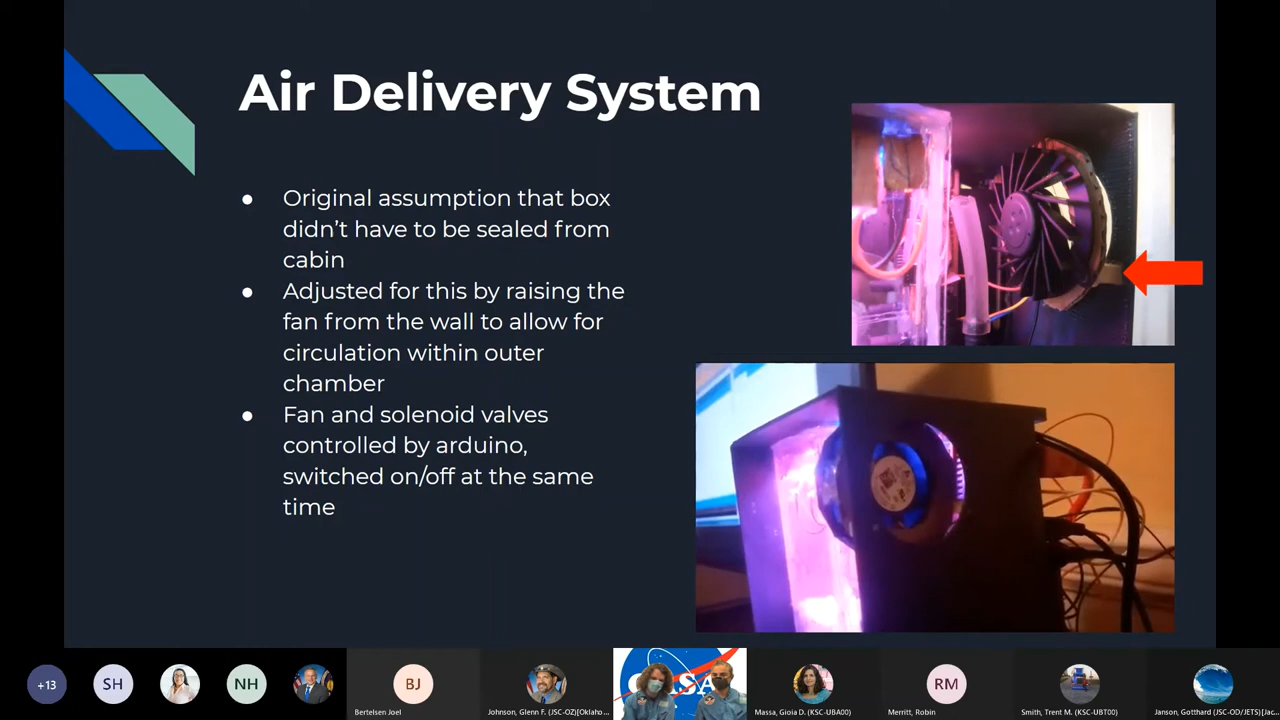 Air Delivery System
● Original assumption that box
didn't have to be sealed from
cabin
● Adjusted for this by raising the
fan from the wall to allow for
circulation within outer
chamber
● Fan and solenoid valves
controlled by arduino,
switched on/off at the same
time
+13
SH
NH
BJ
Bertelsen Joel
Johnson, Glenn F. (JSC-OZ)[Oklaho...
NASA
Massa, Gioia D. (KSC-UBA00)
RM
Merritt, Robin
Smith, Trent M. (KSC-UBT00)
Janson, Gotthard (JSC-OD/JETS)[Jac...